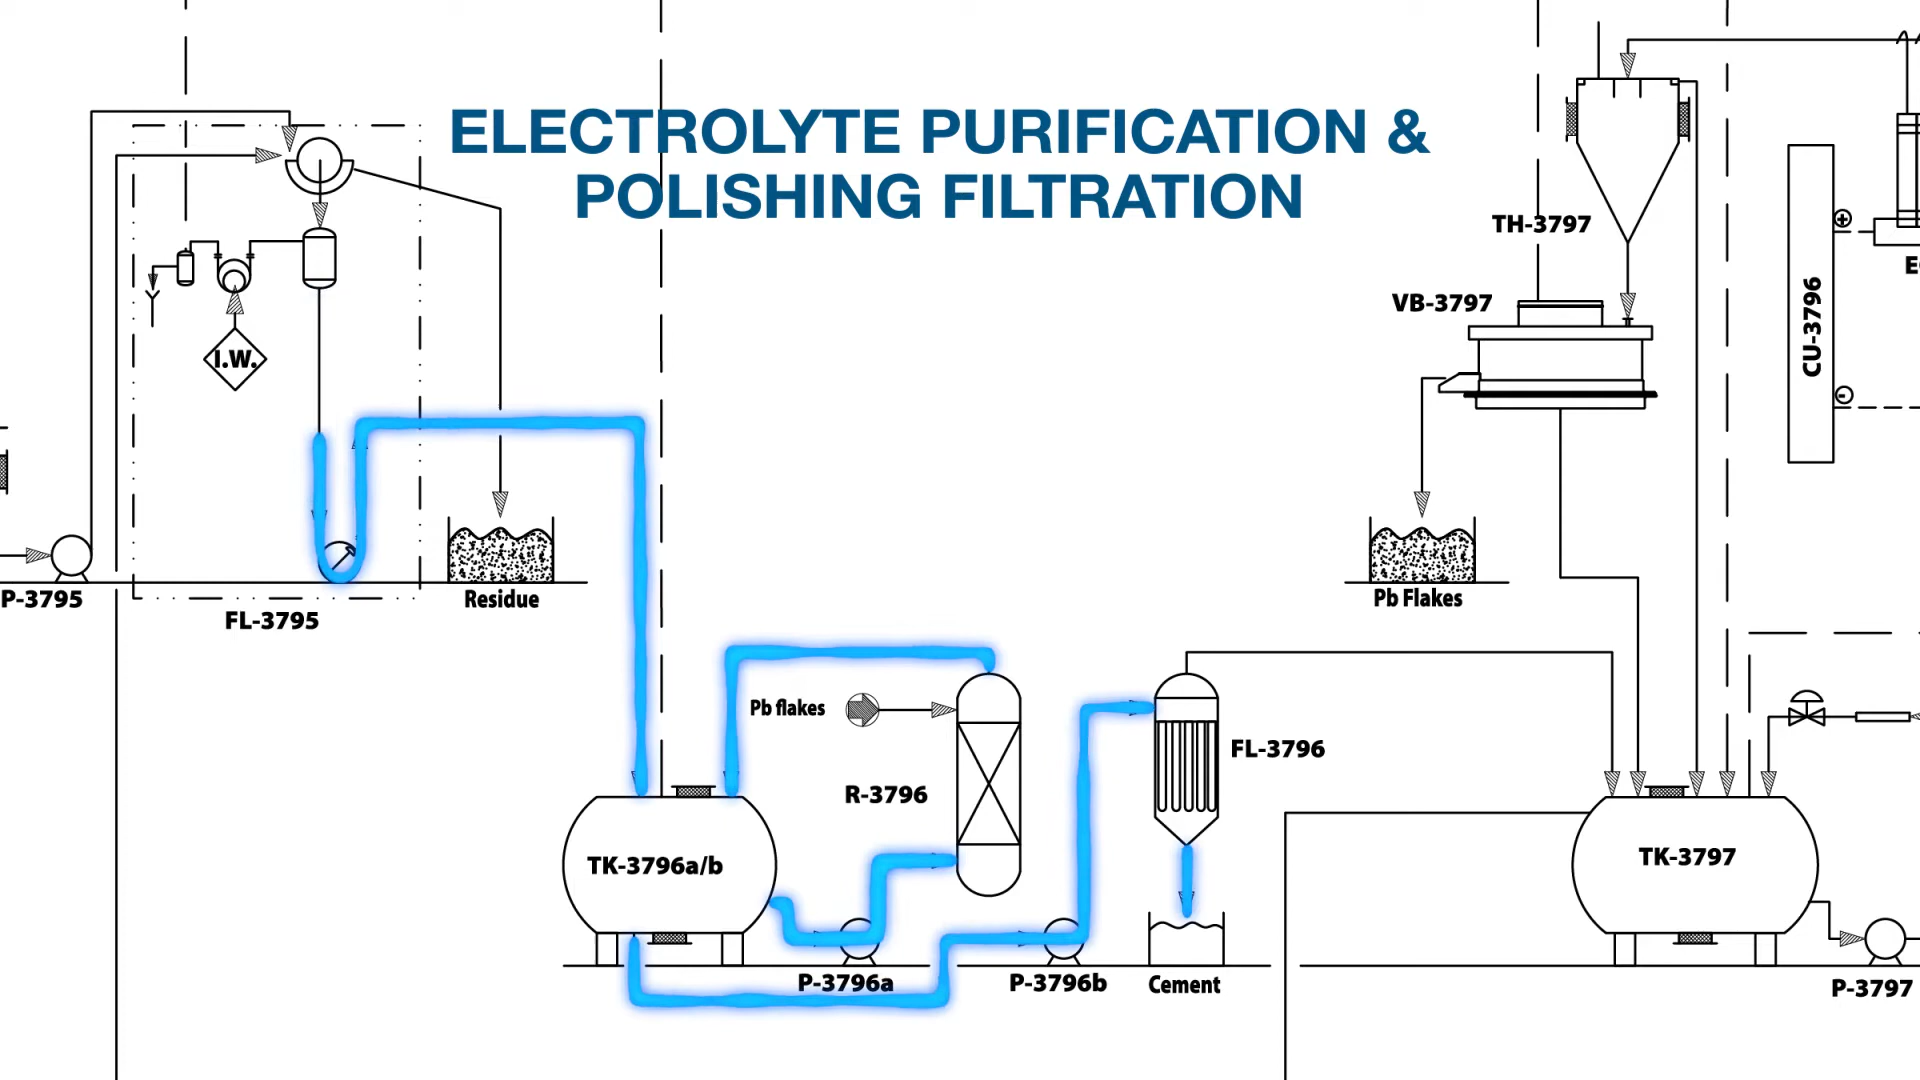 ELECTROLYTE PURIFICATION &
POLISHING FILTRATION
TH-3797
VB-3797
CU-3796
+
-
I.W.
P-3795
FL-3795
Residue
Pb Flakes
Pb flakes
R-3796
FL-3796
TK-3796a/b
TK-3797
P-3796a
P-3796b
Cement
P-3797